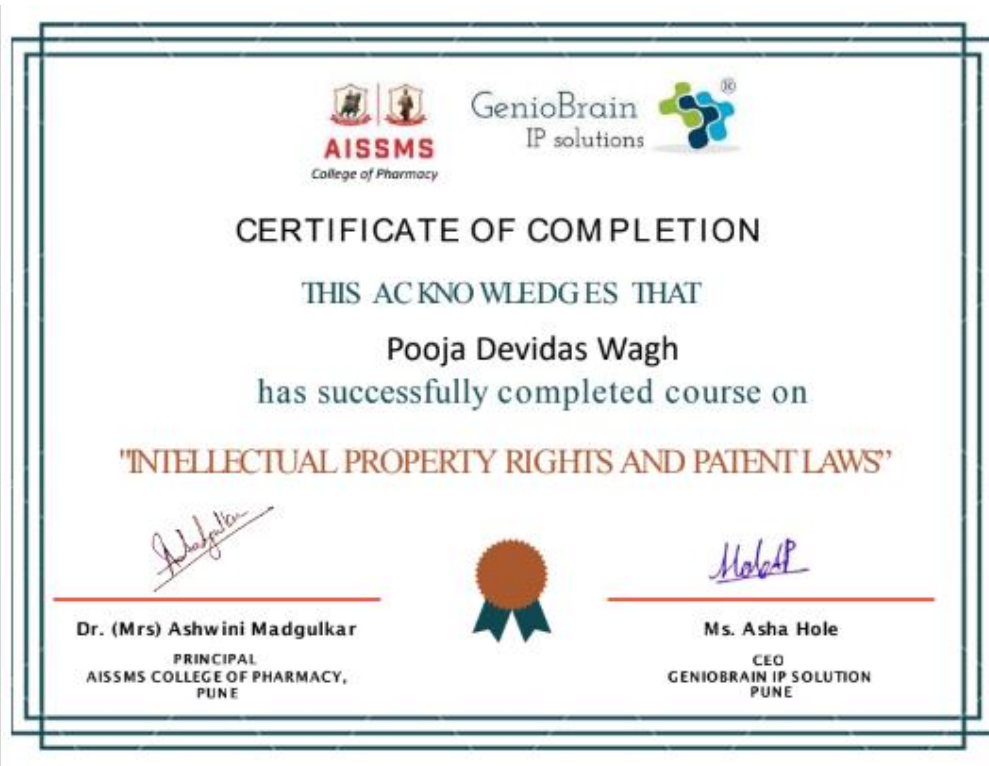 AISSMS
College of Pharmacy
GenioBrain ®
IP solutions
CERTIFICATE OF COMPLETION
THIS ACKNOWLEDGES THAT
Pooja Devidas Wagh
has successfully completed course on
"INTELLECTUAL PROPERTY RIGHTS AND PATENT LAWS”
Dr. (Mrs) Ashwini Madgulkar
PRINCIPAL
AISSMS COLLEGE OF PHARMACY,
PUNE
Ms. Asha Hole
CEO
GENIOBRAIN IP SOLUTION
PUNE